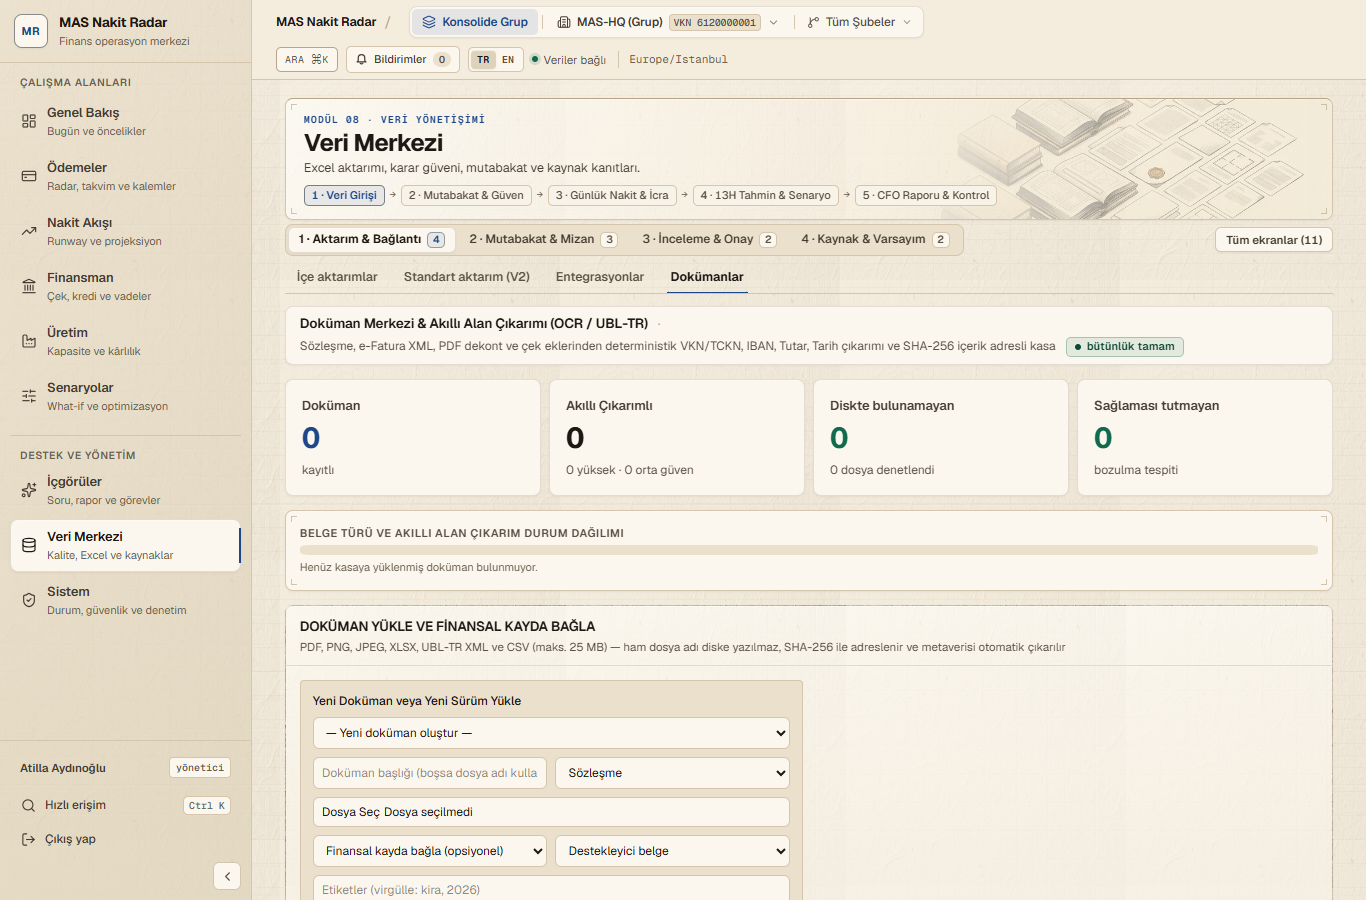 MR
MAS Nakit Radar
Finans operasyon merkezi
ÇALIŞMA ALANLARI
Genel Bakış
Bugün ve öncelikler
Ödemeler
Radar, takvim ve kalemler
Nakit Akışı
Runway ve projeksiyon
Finansman
Çek, kredi ve vadeler
Üretim
Kapasite ve kârlılık
Senaryolar
What-if ve optimizasyon
DESTEK VE YÖNETİM
İçgörüler
Soru, rapor ve görevler
Veri Merkezi
Kalite, Excel ve kaynaklar
Sistem
Durum, güvenlik ve denetim
Atilla Aydınoğlu yönetici
Hızlı erişim Ctrl K
Çıkış yap
MAS Nakit Radar / Konsolide Grup MAS-HQ (Grup) VKN 6120000001 Tüm Şubeler
ARA ⌘K Bildirimler 0 TR EN Veriler bağlı Europe/Istanbul
MODÜL 08 · VERİ YÖNETİŞİMİ
Veri Merkezi
Excel aktarımı, karar güveni, mutabakat ve kaynak kanıtları.
1 · Veri Girişi → 2 · Mutabakat & Güven → 3 · Günlük Nakit & İcra → 4 · 13H Tahmin & Senaryo → 5 · CFO Raporu & Kontrol
1 · Aktarım & Bağlantı 4 2 · Mutabakat & Mizan 3 3 · İnceleme & Onay 2 4 · Kaynak & Varsayım 2 Tüm ekranlar (11)
İçe aktarımlar Standart aktarım (V2) Entegrasyonlar Dokümanlar
Doküman Merkezi & Akıllı Alan Çıkarımı (OCR / UBL-TR) ·
Sözleşme, e-Fatura XML, PDF dekont ve çek eklerinden deterministik VKN/TCKN, IBAN, Tutar, Tarih çıkarımı ve SHA-256 içerik adresli kasa bütünlük tamam
Doküman
0
kayıtlı
Akıllı Çıkarımlı
0
0 yüksek · 0 orta güven
Diskte bulunamayan
0
0 dosya denetlendi
Sağlaması tutmayan
0
bozulma tespiti
BELGE TÜRÜ VE AKILLI ALAN ÇIKARIM DURUM DAĞILIMI
Henüz kasaya yüklenmiş doküman bulunmuyor.
DOKÜMAN YÜKLE VE FİNANSAL KAYDA BAĞLA
PDF, PNG, JPEG, XLSX, UBL-TR XML ve CSV (maks. 25 MB) — ham dosya adı diske yazılmaz, SHA-256 ile adreslenir ve metaverisi otomatik çıkarılır
Yeni Doküman veya Yeni Sürüm Yükle
— Yeni doküman oluştur —
Doküman başlığı (boşsa dosya adı kulla Sözleşme
Dosya Seç Dosya seçilmedi
Finansal kayda bağla (opsiyonel) Destekleyici belge
Etiketler (virgülle: kira, 2026)